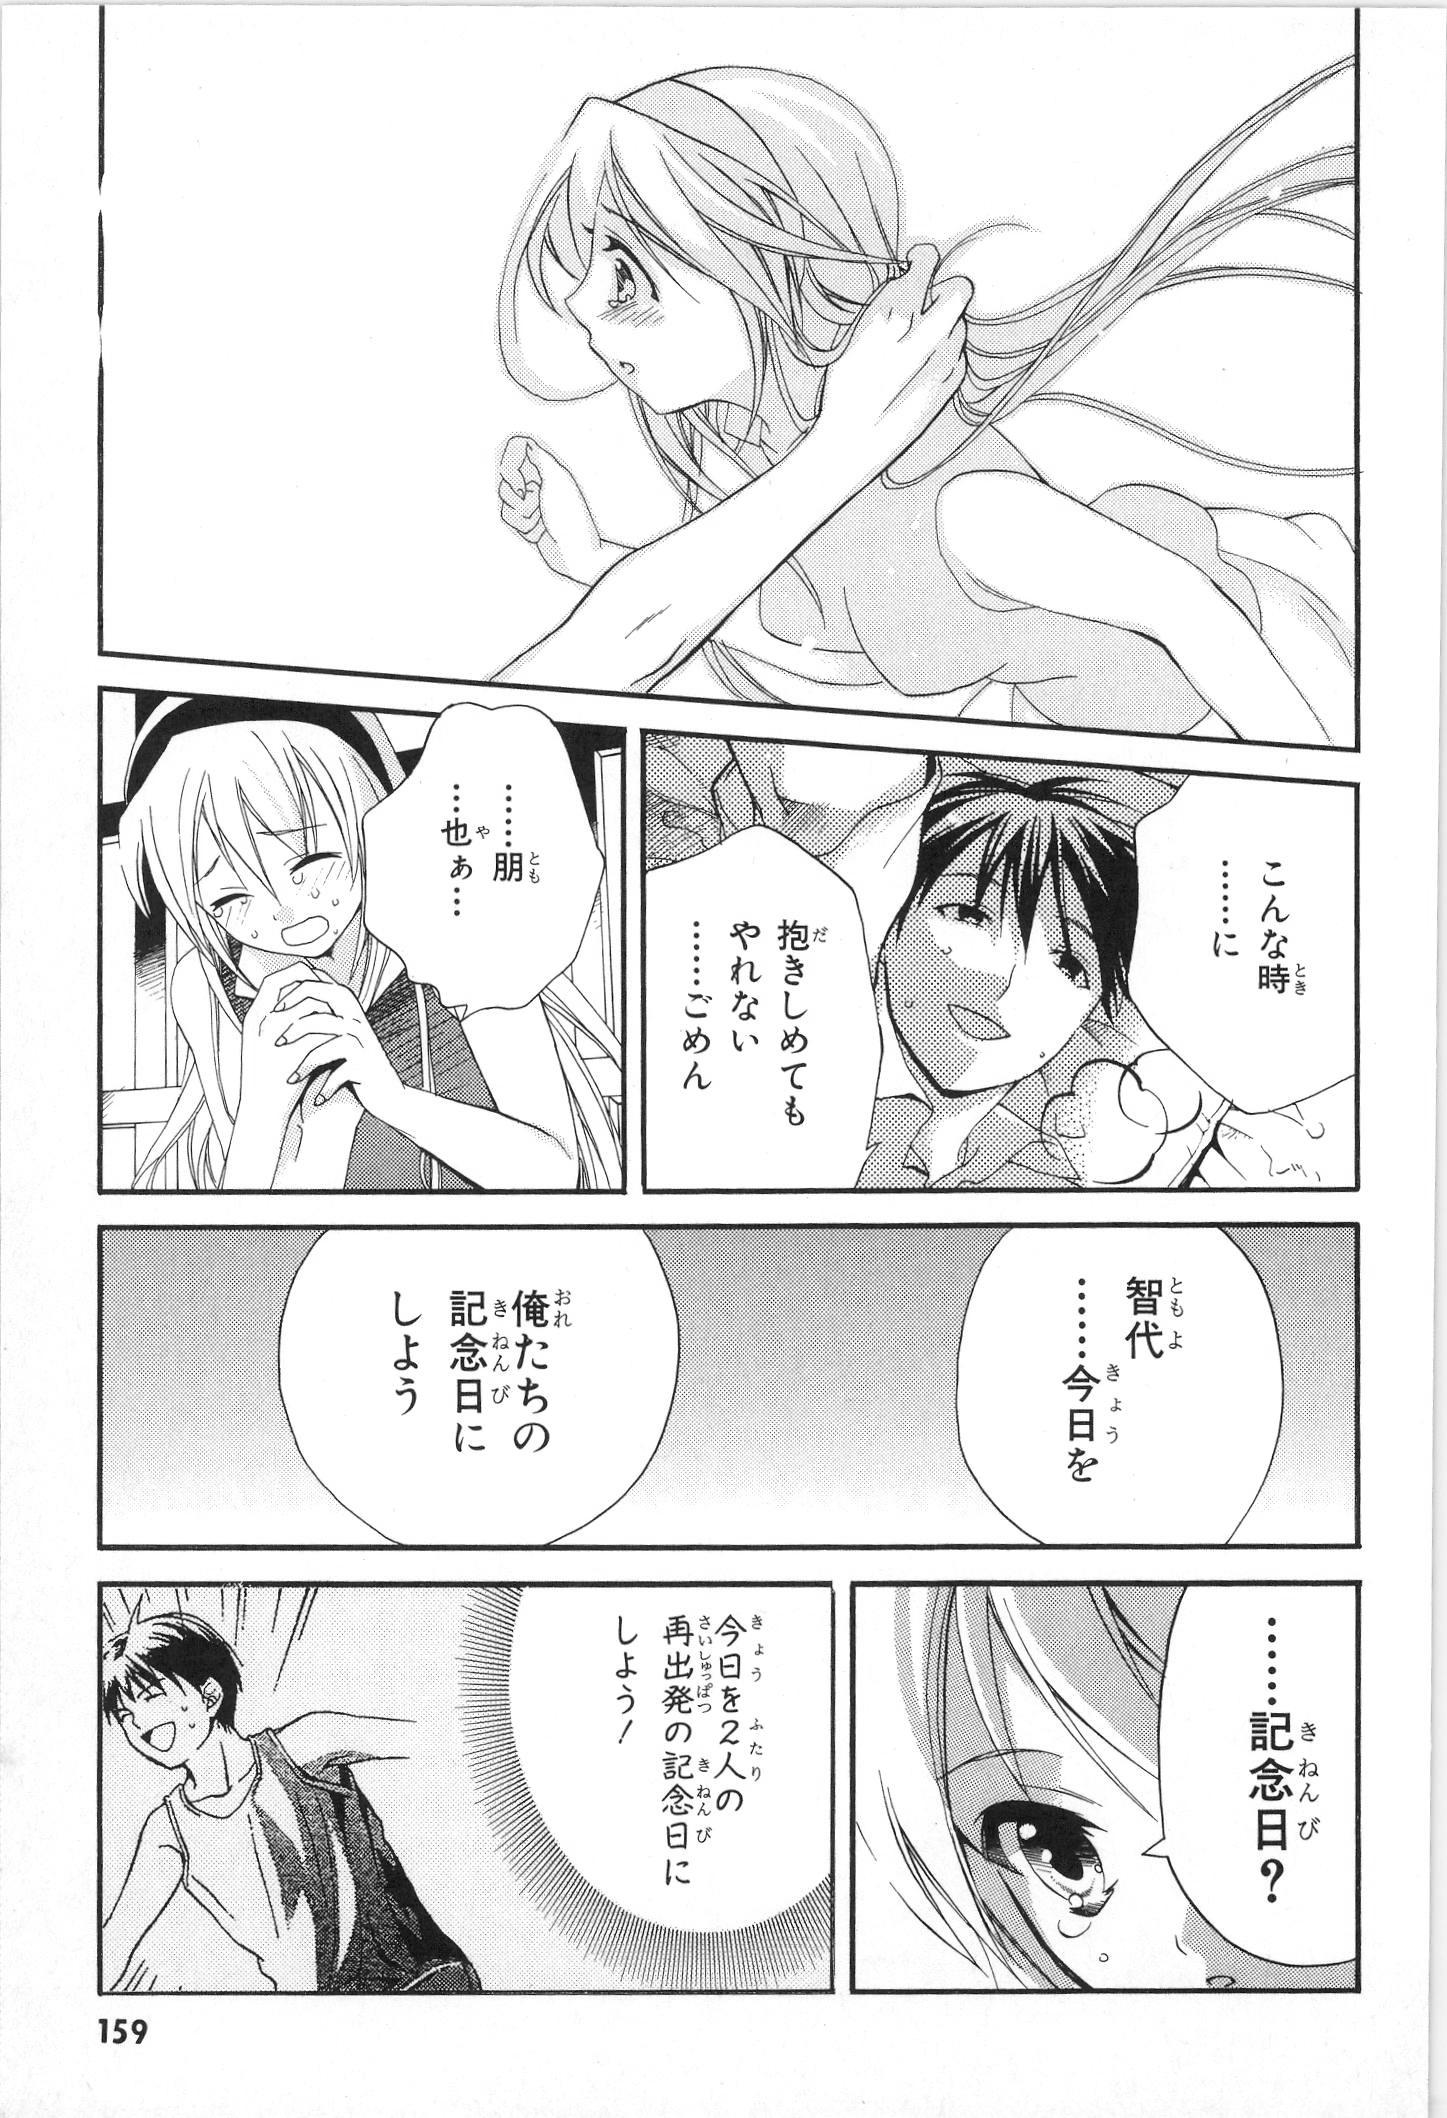 こんな時
……に
抱きしめても
やれない
……ごめん
……朋
…也ぁ…
智代
……今日を
俺たちの
記念日に
しよう
……記念日?
今日を2人の
再出発の記念日に
しよう!
159